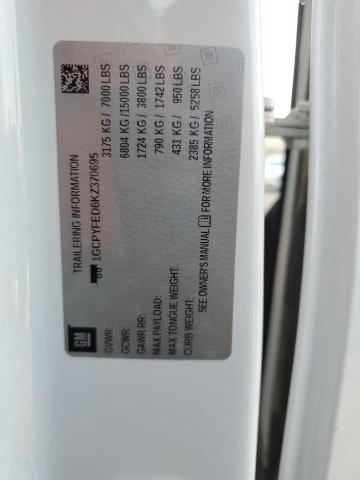 TRAILERING INFORMATION
1GCPYFED6KZ370695
GM
GVWR: 3175 KG / 7000 LBS
GCWR: 6804 KG /15000 LBS
GAWR RR: 1724 KG / 3800 LBS
MAX PAYLOAD: 790 KG / 1742 LBS
MAX TONGUE WEIGHT: 431 KG / 950 LBS
CURB WEIGHT: 2385 KG / 5258 LBS
SEE OWNER'S MANUAL FOR MORE INFORMATION